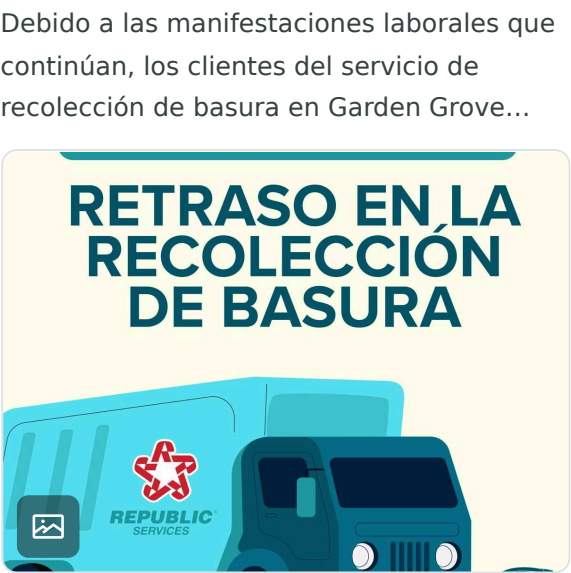 Debido a las manifestaciones laborales que
continúan, los clientes del servicio de
recolección de basura en Garden Grove…
RETRASO EN LA
RECOLECCIÓN
DE BASURA
REPUBLIC
SERVICES